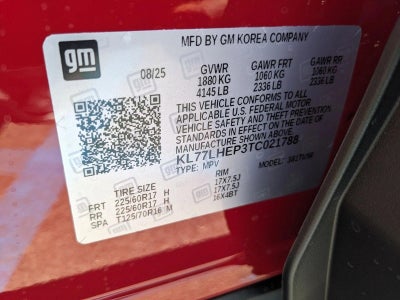 gm
MFD BY GM KOREA COMPANY
08/25 GVWR GAWR FRT GAWR RR
1880 KG 1060 KG 1060 KG
4145 LB 2336 LB 2336 LB
THIS VEHICLE CONFORMS TO ALL
APPLICABLE U.S. FEDERAL MOTOR
VEHICLE SAFETY AND THEFT PREVENTION
STANDARDS IN EFFECT ON THE DATE OF
MANUFACTURE SHOWN ABOVE.
KL77LHEP3TC021788
TYPE: MPV MODEL:
TIRE SIZE RIM
FRT 225/60R17 H 17X7.5J
RR 225/60R17 H 17X7.5J
SPA T125/70R16 M 16X4BT